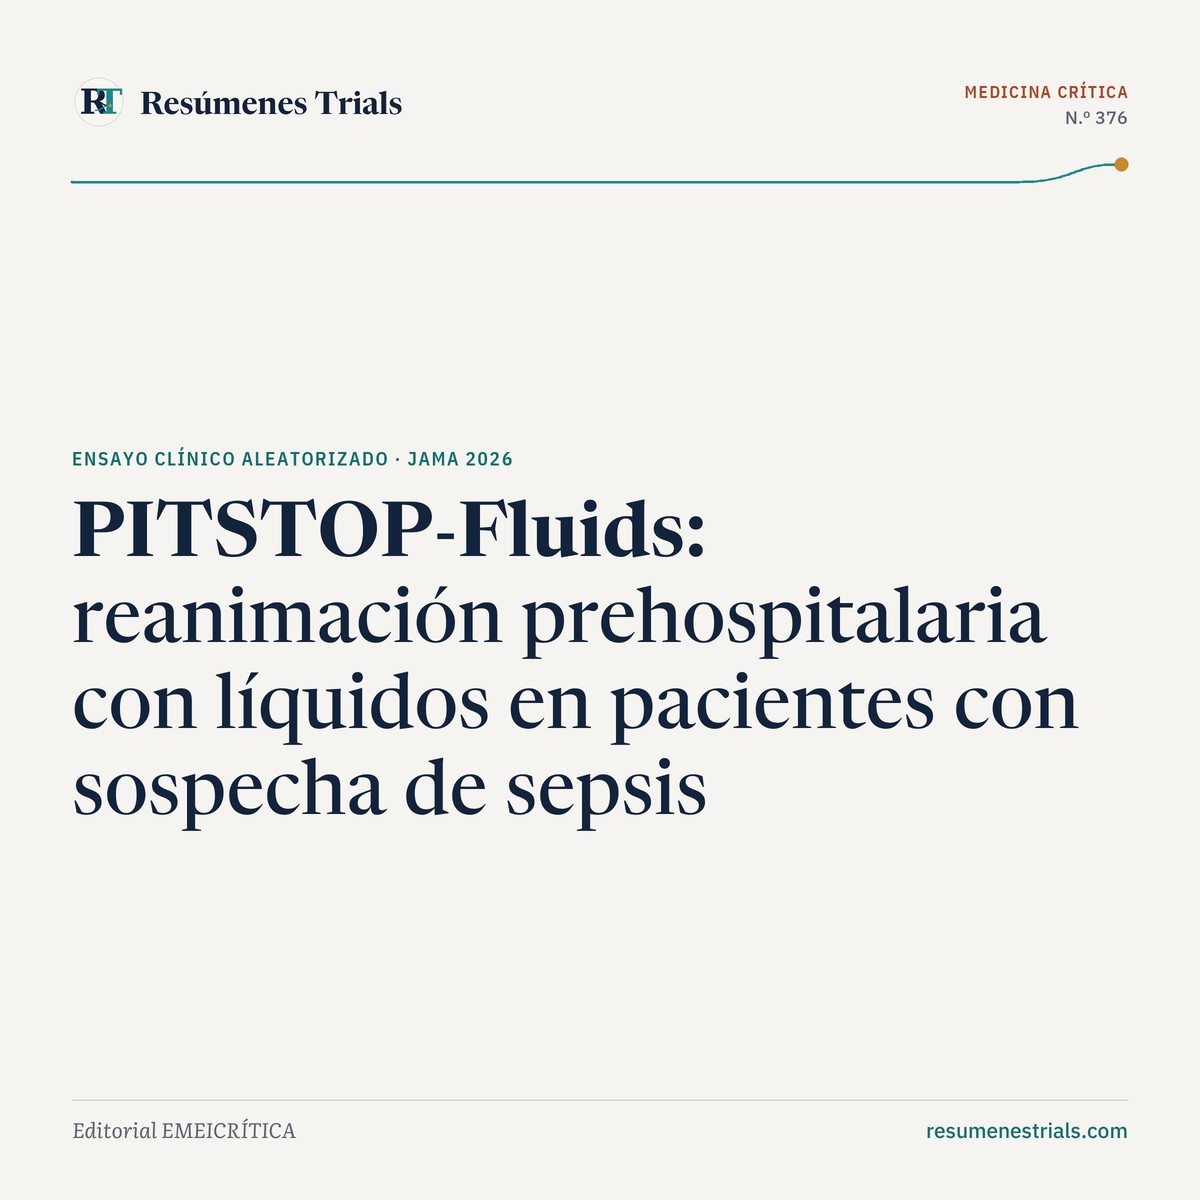 RT Resúmenes Trials
MEDICINA CRÍTICA
N.º 376
ENSAYO CLÍNICO ALEATORIZADO · JAMA 2026
PITSTOP-Fluids:
reanimación prehospitalaria
con líquidos en pacientes con
sospecha de sepsis
Editorial EMEICRÍTICA
resumenestrials.com